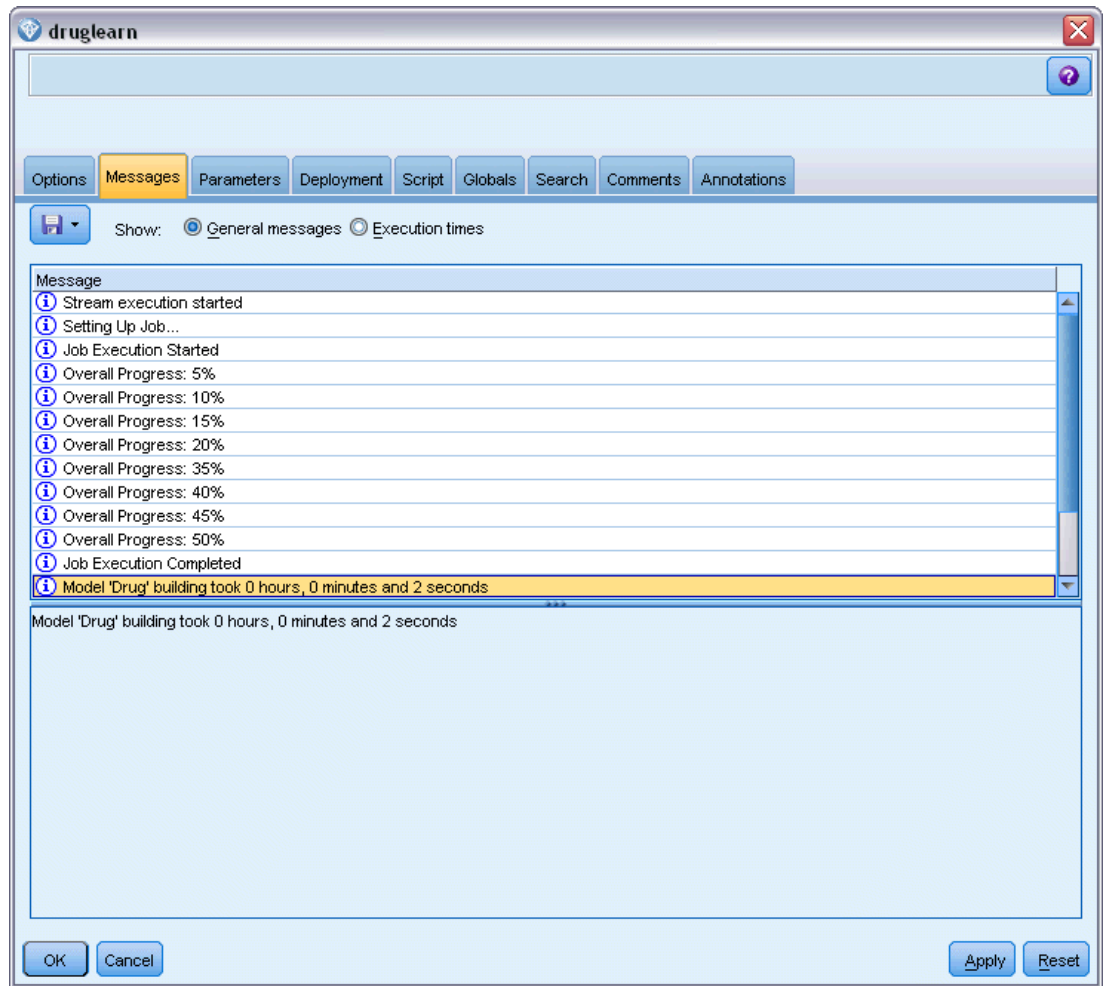 druglearn
Options Messages Parameters Deployment Script Globals Search Comments Annotations
Show: General messages Execution times
Message
Stream execution started
Setting Up Job...
Job Execution Started
Overall Progress: 5%
Overall Progress: 10%
Overall Progress: 15%
Overall Progress: 20%
Overall Progress: 35%
Overall Progress: 40%
Overall Progress: 45%
Overall Progress: 50%
Job Execution Completed
Model 'Drug' building took 0 hours, 0 minutes and 2 seconds
Model 'Drug' building took 0 hours, 0 minutes and 2 seconds
OK Cancel Apply Reset